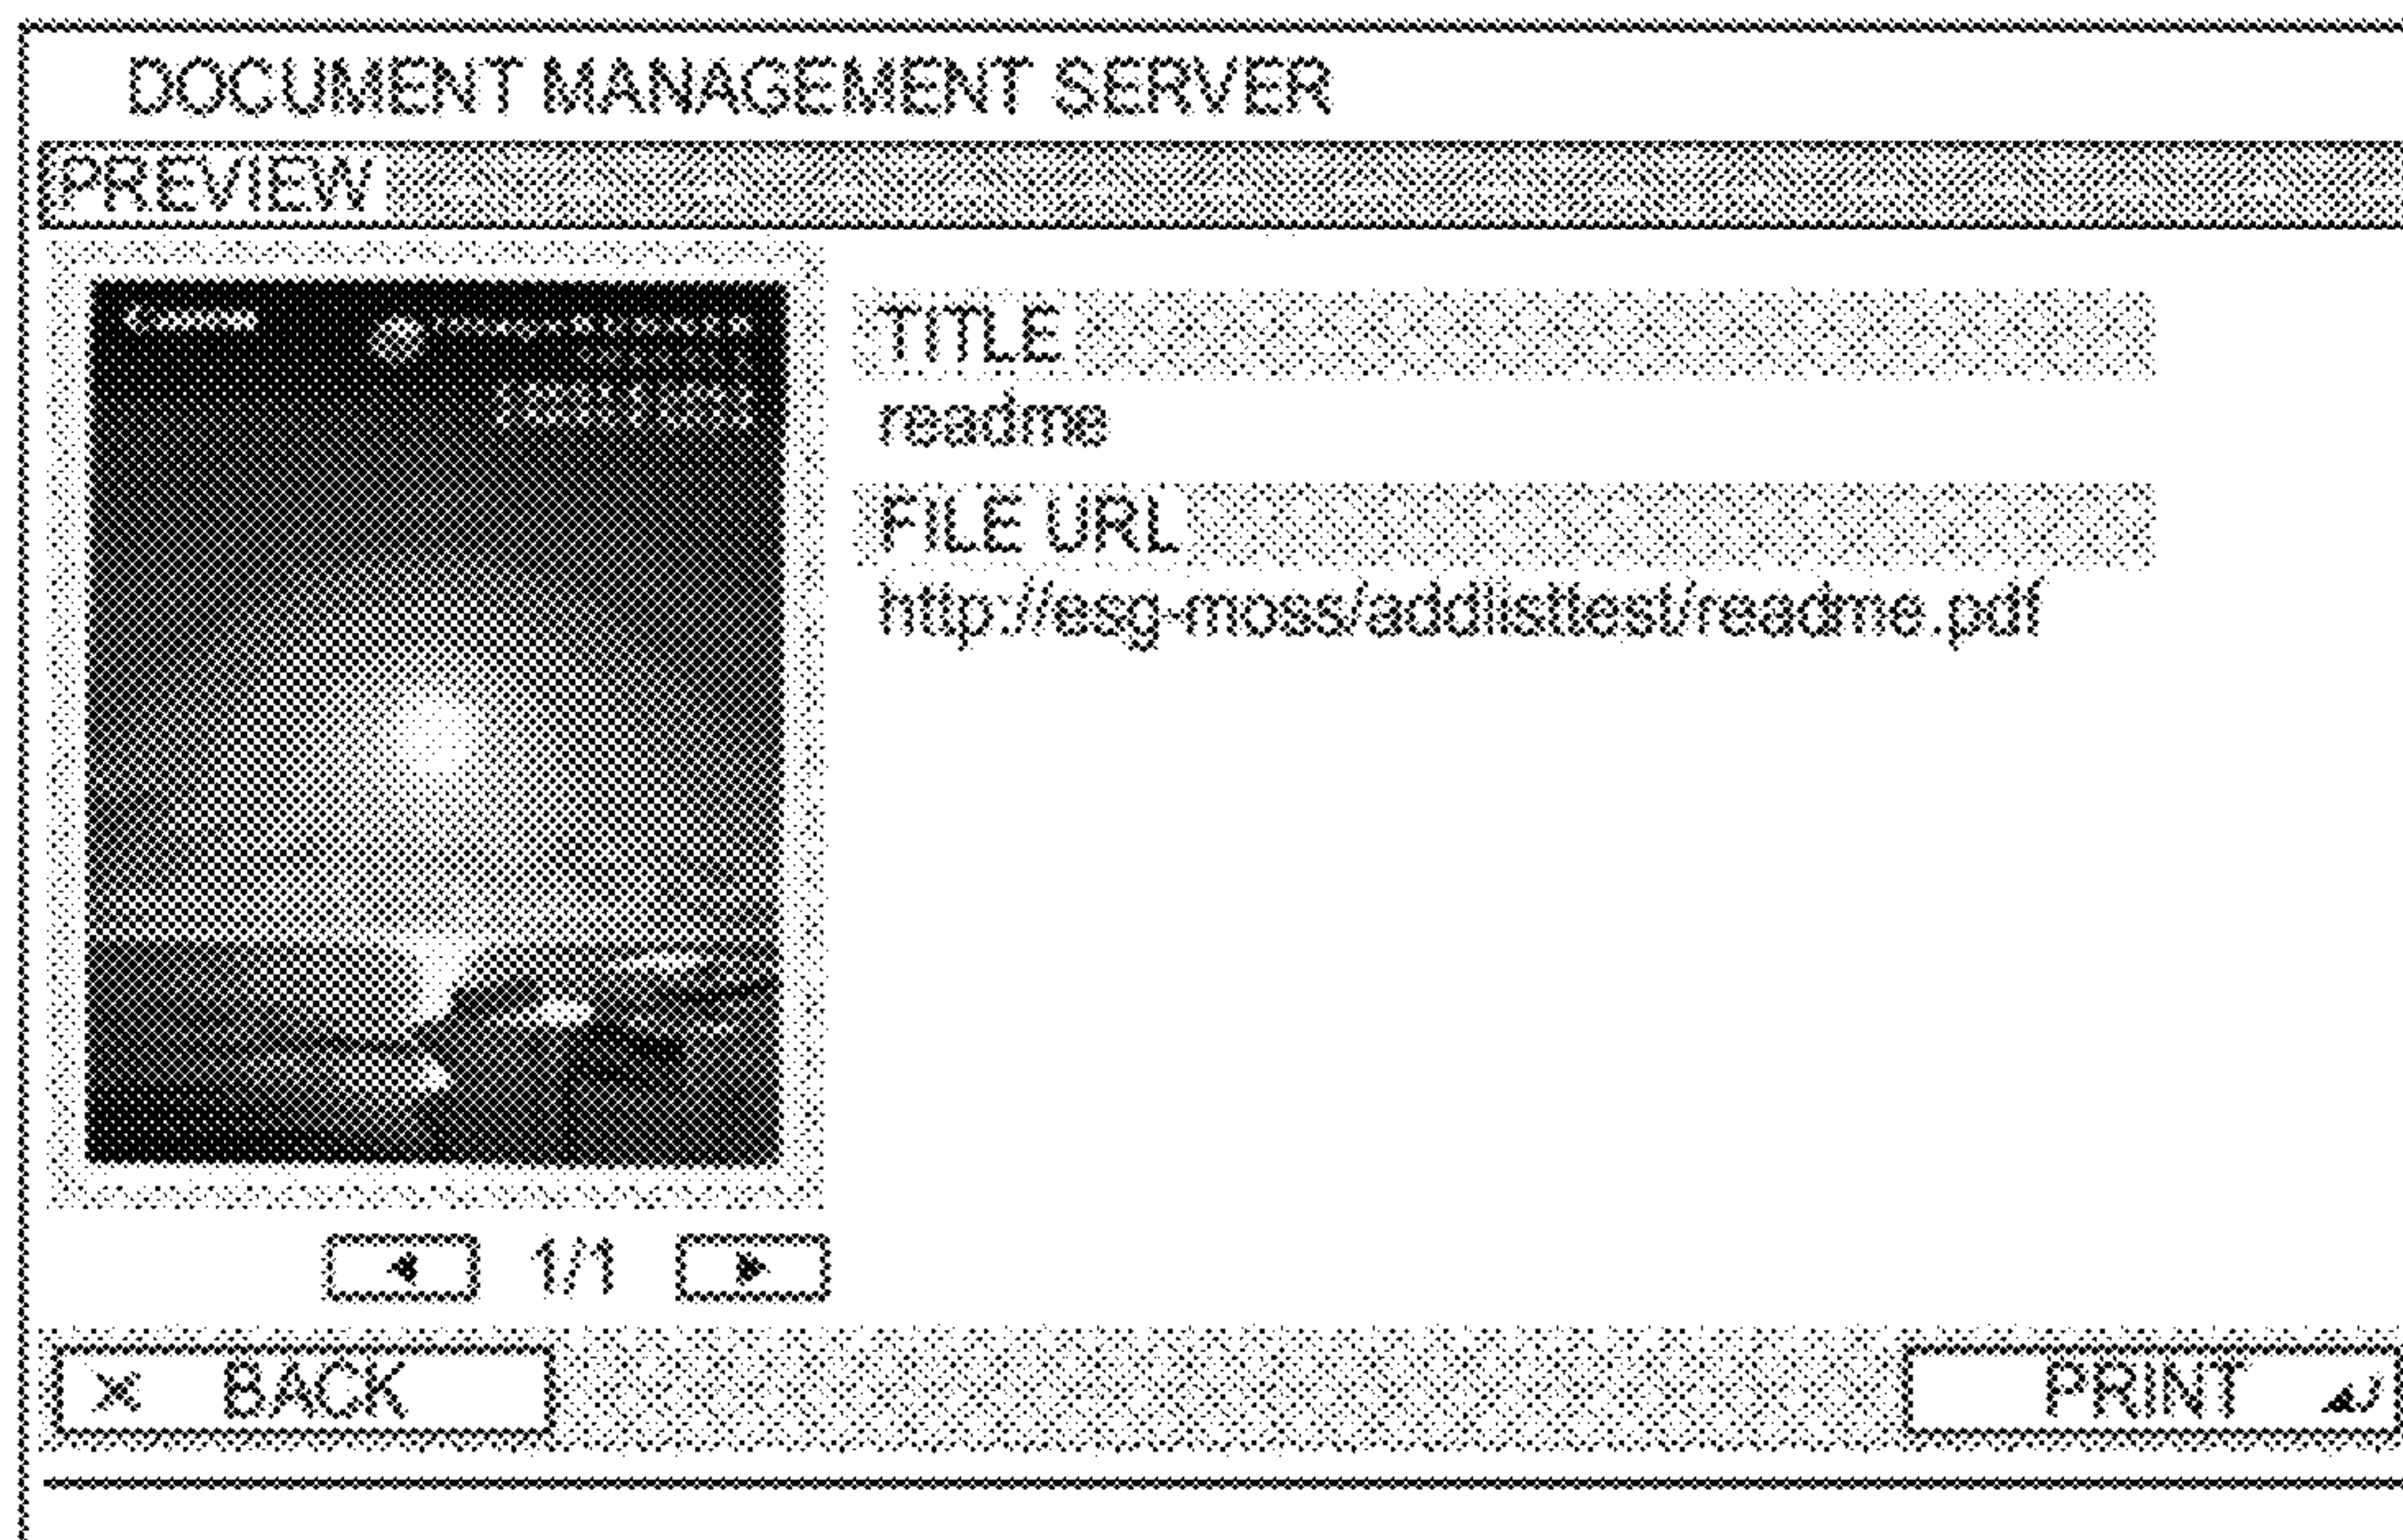 DOCUMENT MANAGEMENT SERVER
PREVIEW
TITLE
readme
FILE URL
http://esg-moss/addlisttest/readme.pdf
1/1
BACK
PRINT